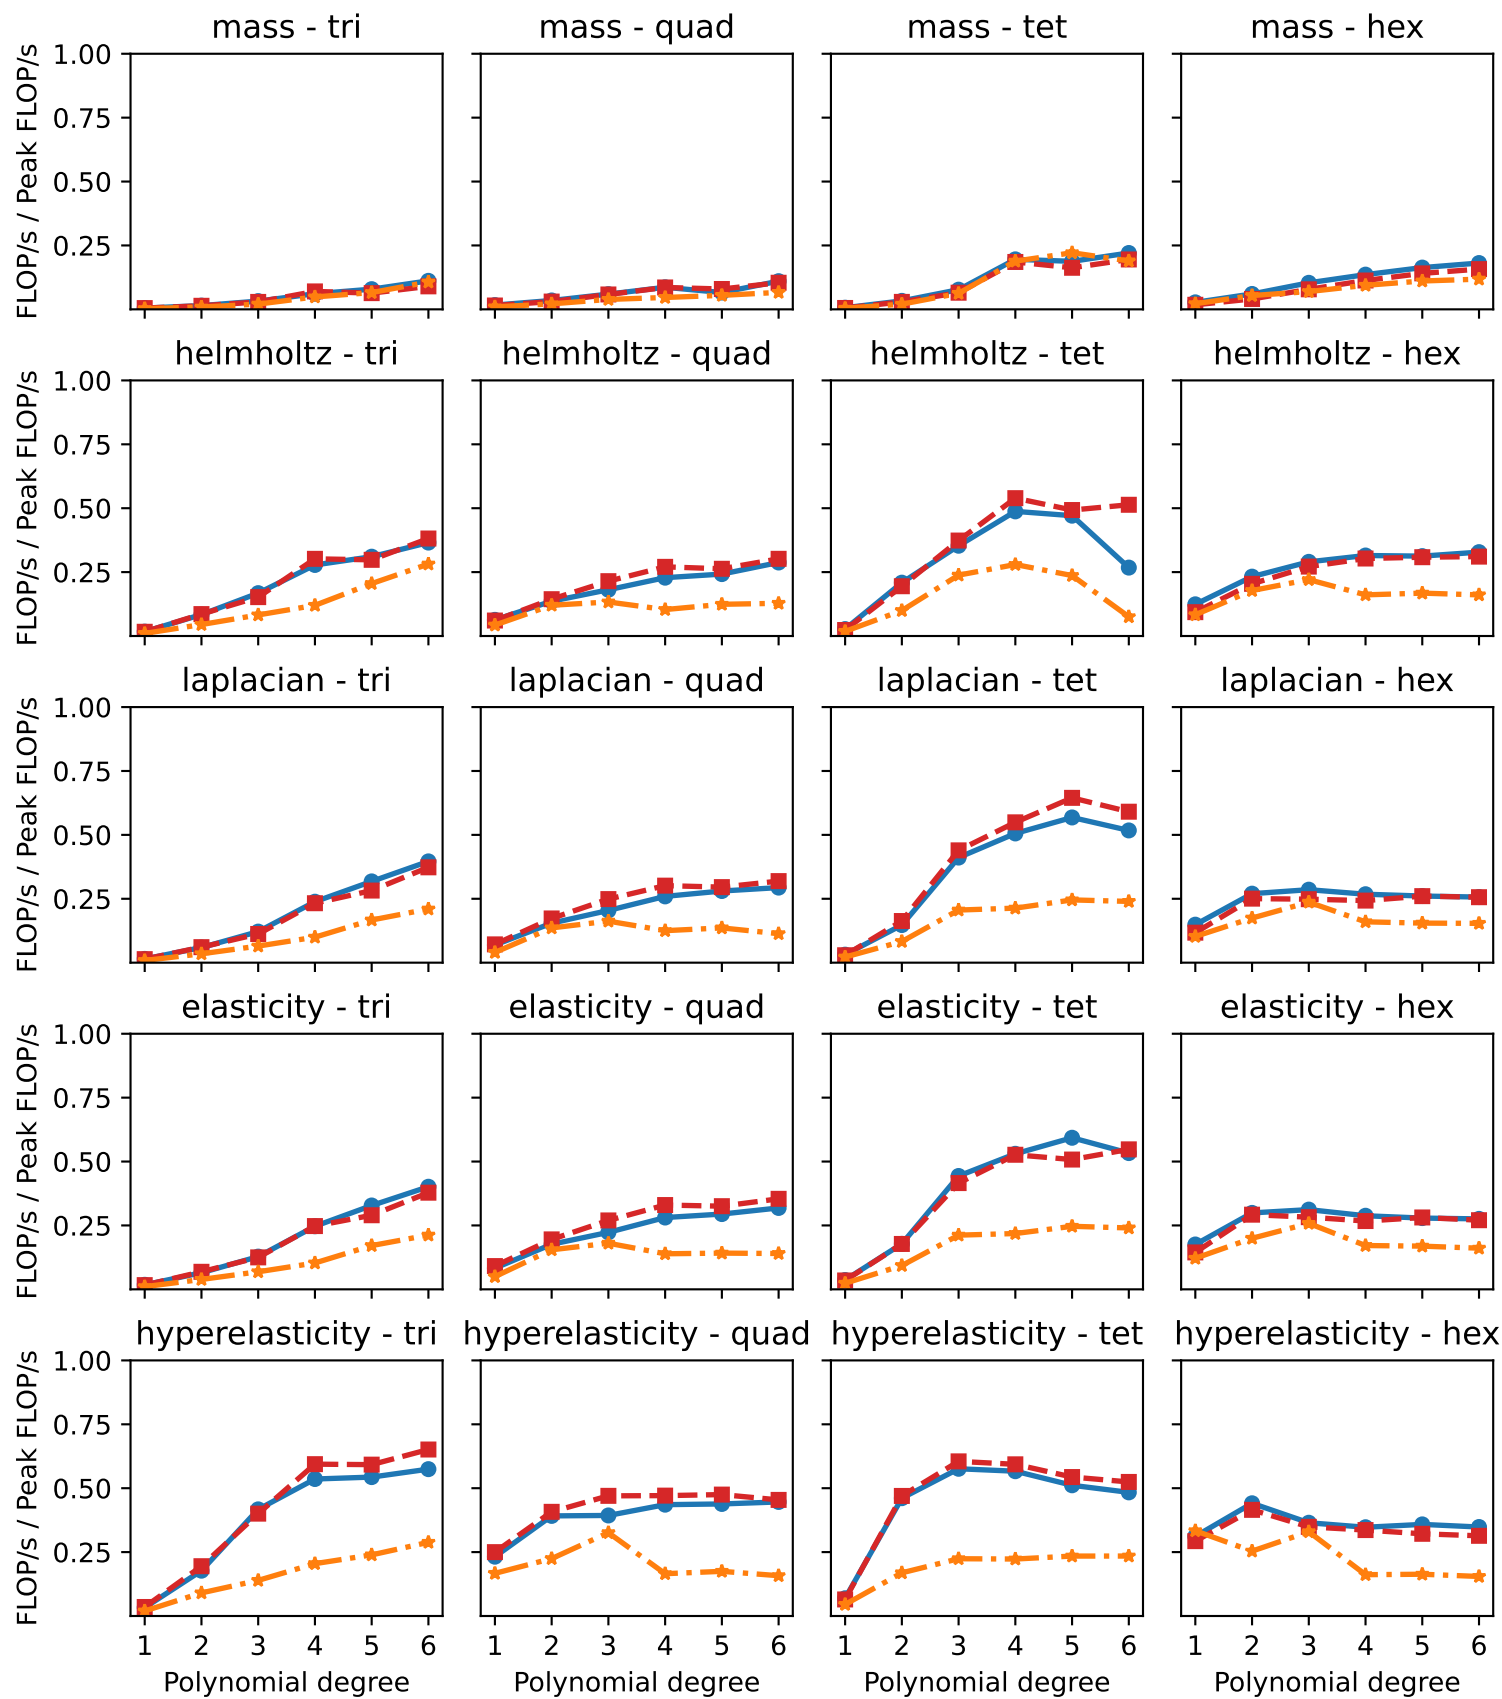 mass - tri
mass - quad
mass - tet
mass - hex
FLOP/s / Peak FLOP/s
1.00
0.75
0.50
0.25
helmholtz - tri
helmholtz - quad
helmholtz - tet
helmholtz - hex
FLOP/s / Peak FLOP/s
1.00
0.75
0.50
0.25
laplacian - tri
laplacian - quad
laplacian - tet
laplacian - hex
FLOP/s / Peak FLOP/s
1.00
0.75
0.50
0.25
elasticity - tri
elasticity - quad
elasticity - tet
elasticity - hex
FLOP/s / Peak FLOP/s
1.00
0.75
0.50
0.25
hyperelasticity - tri
hyperelasticity - quad
hyperelasticity - tet
hyperelasticity - hex
FLOP/s / Peak FLOP/s
1.00
0.75
0.50
0.25
1 2 3 4 5 6
1 2 3 4 5 6
1 2 3 4 5 6
1 2 3 4 5 6
Polynomial degree
Polynomial degree
Polynomial degree
Polynomial degree